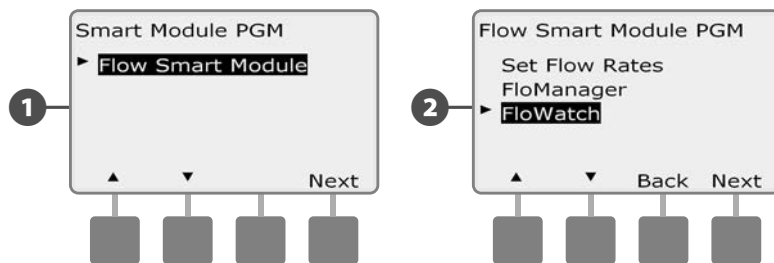 Smart Module PGM
► Flow Smart Module
1
▲ ▼ Next
Flow Smart Module PGM
Set Flow Rates
FloManager
► FloWatch
2
▲ ▼ Back Next